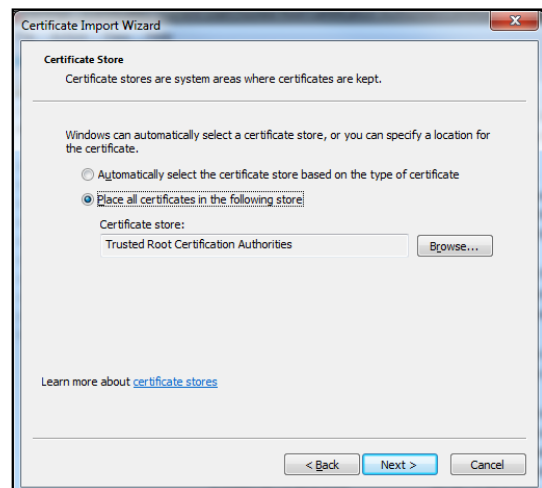 Certificate Import Wizard
Certificate Store
Certificate stores are system areas where certificates are kept.
Windows can automatically select a certificate store, or you can specify a location for
the certificate.
Automatically select the certificate store based on the type of certificate
Place all certificates in the following store
Certificate store:
Trusted Root Certification Authorities
Browse...
Learn more about certificate stores
< Back
Next >
Cancel